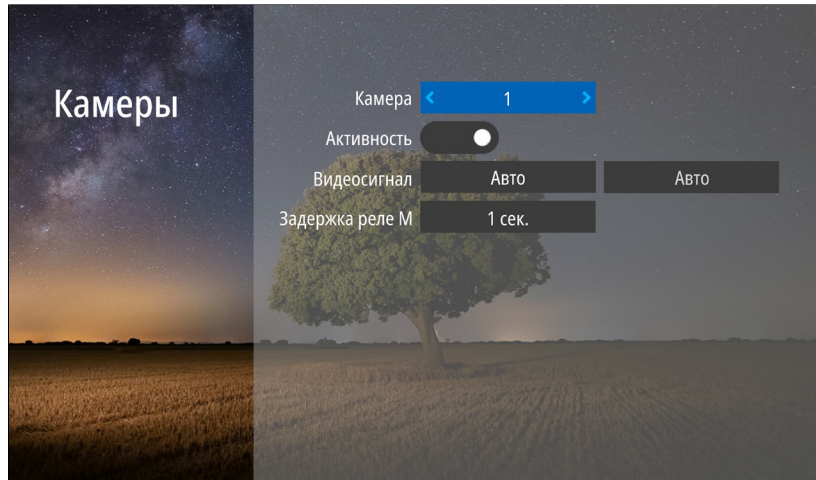 Камеры
Камера 1
Активность
Видеосигнал Авто Авто
Задержка реле М 1 сек.